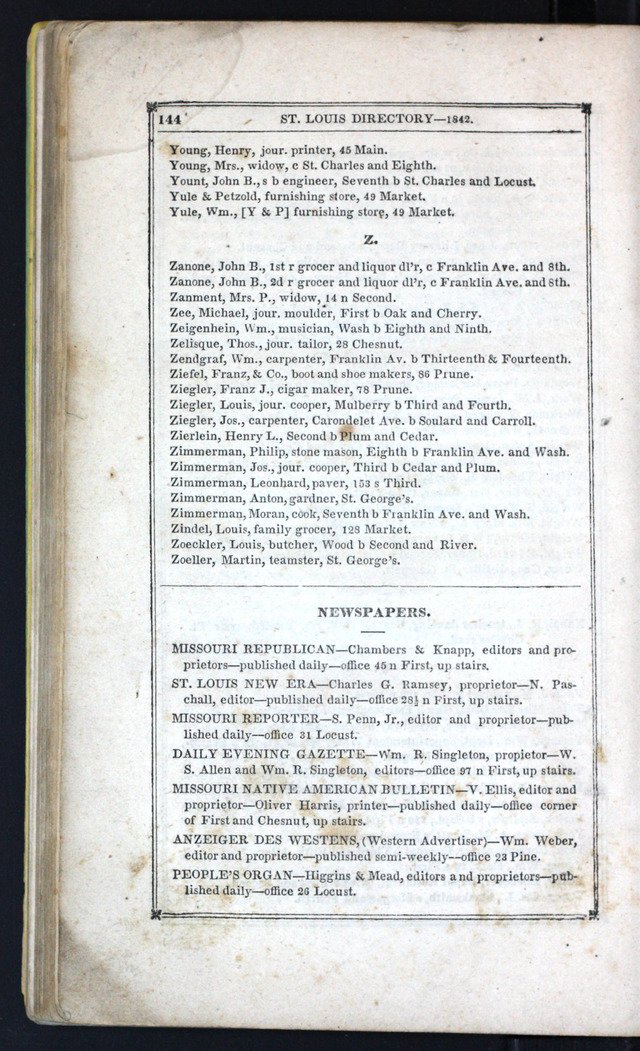 144 ST. LOUIS DIRECTORY—1842.
Young, Henry, jour. printer, 45 Main.
Young, Mrs., widow, c St. Charles and Eighth.
Yount, John B., s b engineer, Seventh b St. Charles and Locust.
Yule & Petzold, furnishing store, 49 Market.
Yule, Wm., [Y & P] furnishing store, 49 Market.
Z.
Zanone, John B., 1st r grocer and liquor dl'r, c Franklin Ave. and 8th.
Zanone, John B., 2d r grocer and liquor dl'r, c Franklin Ave. and 8th.
Zanment, Mrs. P., widow, 14 n Second.
Zee, Michael, jour. moulder, First b Oak and Cherry.
Zeigenhein, Wm., musician, Wash b Eighth and Ninth.
Zelisque, Thos., jour. tailor, 28 Chesnut.
Zendgraf, Wm., carpenter, Franklin Av. b Thirteenth & Fourteenth.
Ziefel, Franz, & Co., boot and shoe makers, 86 Prune.
Ziegler, Franz J., cigar maker, 78 Prune.
Ziegler, Louis, jour. cooper, Mulberry b Third and Fourth.
Ziegler, Jos., carpenter, Carondelet Ave. b Soulard and Carroll.
Zierlein, Henry L., Second b Plum and Cedar.
Zimmerman, Philip, stone mason, Eighth b Franklin Ave. and Wash.
Zimmerman, Jos., jour. cooper, Third b Cedar and Plum.
Zimmerman, Leonhard, paver, 153 s Third.
Zimmerman, Anton, gardner, St. George's.
Zimmerman, Moran, cook, Seventh b Franklin Ave. and Wash.
Zindel, Louis, family grocer, 128 Market.
Zoeckler, Louis, butcher, Wood b Second and River.
Zoeller, Martin, teamster, St. George's.
NEWSPAPERS.
MISSOURI REPUBLICAN—Chambers & Knapp, editors and pro-
prietors—published daily—office 45 n First, up stairs.
ST. LOUIS NEW ERA—Charles G. Ramsey, proprietor—N. Pas-
chall, editor—published daily—office 28½ n First, up stairs.
MISSOURI REPORTER—S. Penn, Jr., editor and proprietor—pub-
lished daily—office 31 Locust.
DAILY EVENING GAZETTE—Wm. R. Singleton, propietor—W.
S. Allen and Wm. R. Singleton, editors—office 97 n First, up stairs.
MISSOURI NATIVE AMERICAN BULLETIN—V. Ellis, editor and
proprietor—Oliver Harris, printer—published daily—office corner
of First and Chesnut, up stairs.
ANZEIGER DES WESTENS, (Western Advertiser)—Wm. Weber,
editor and proprietor—published semi-weekly—office 23 Pine.
PEOPLE'S ORGAN—Higgins & Mead, editors and proprietors—pub-
lished daily—office 26 Locust.